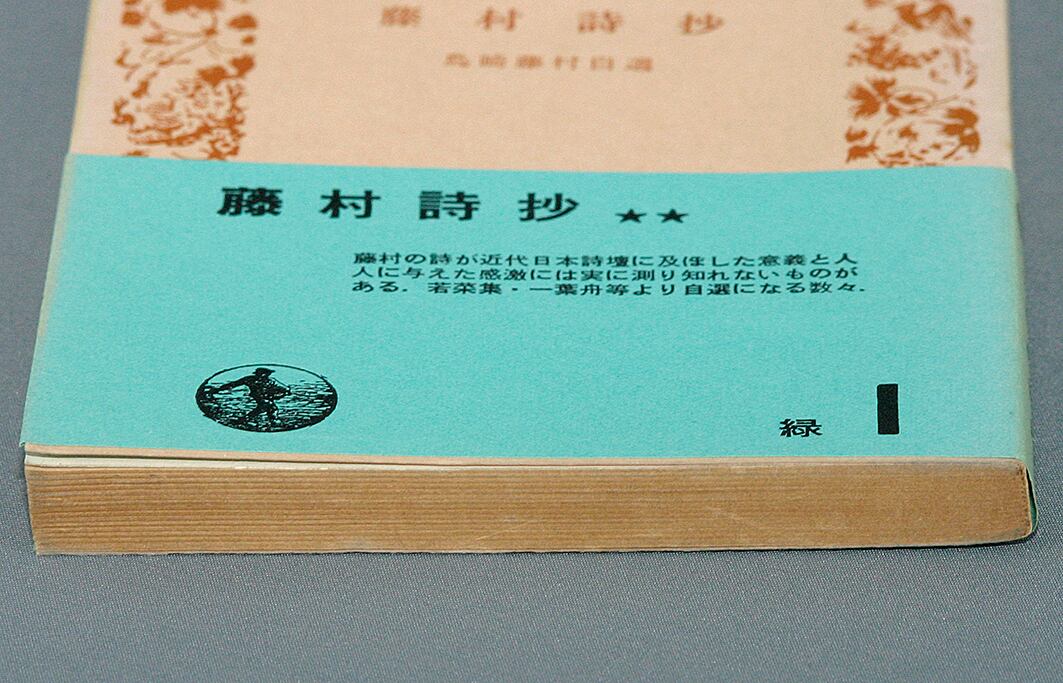 藤村詩抄
島崎藤村自選
藤村詩抄 ★★
藤村の詩が近代日本詩壇に及ぼした意義と人
人に与えた感激には実に測り知れないものが
ある．若菜集・一葉舟等より自選になる数々．
緑 1